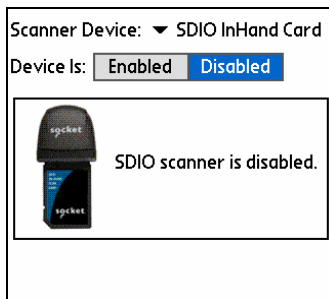 Scanner Device: SDIO InHand Card
Device Is: Enabled Disabled
socket
SDIO scanner is disabled.
socket